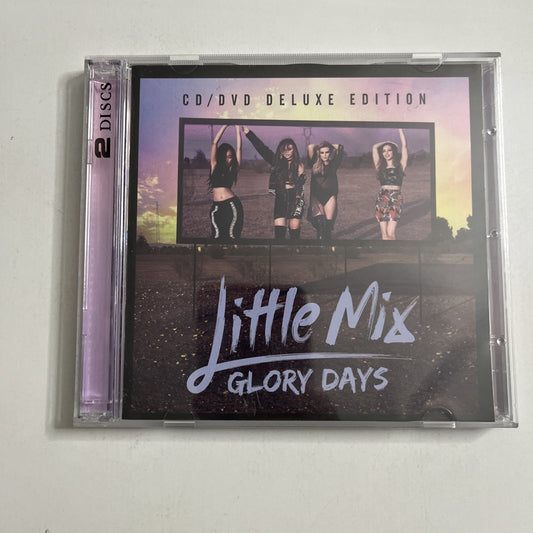 2 DISCS
CD/DVD DELUXE EDITION
Little Mix
GLORY DAYS